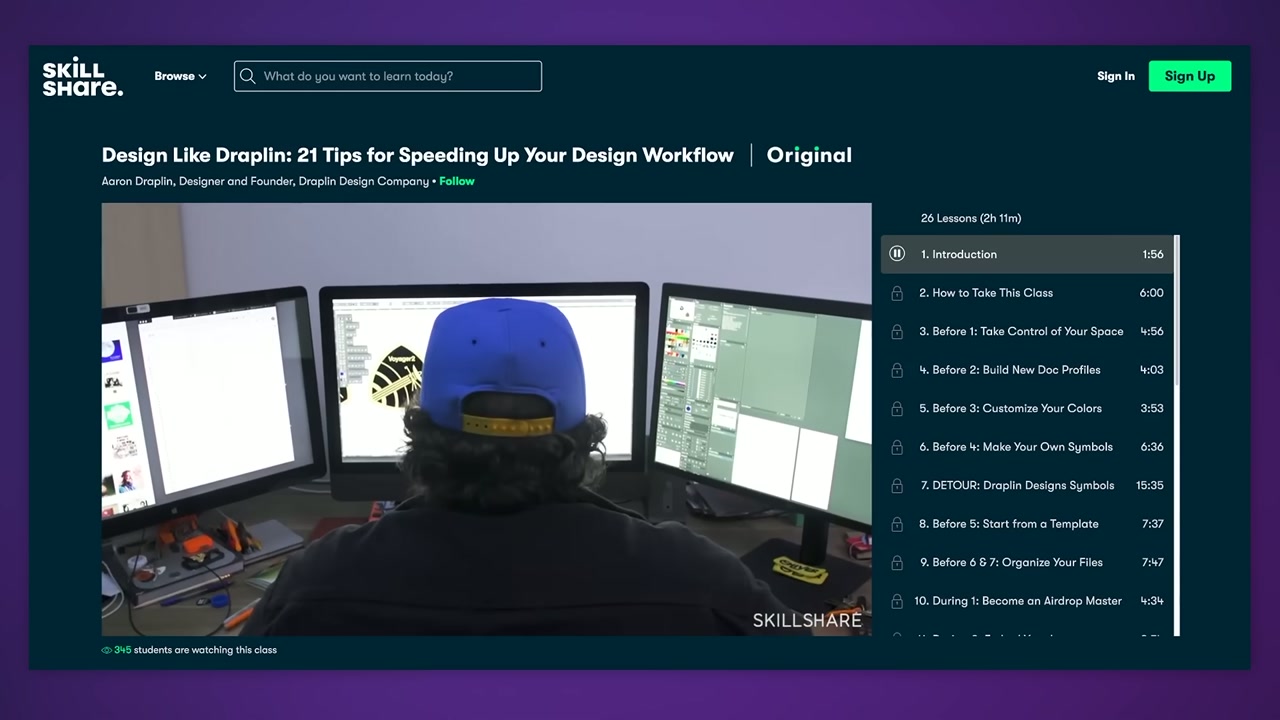 SKILL
SHARE.
Browse
What do you want to learn today?
Sign In
Sign Up
Design Like Draplin: 21 Tips for Speeding Up Your Design Workflow | Original
Aaron Draplin, Designer and Founder, Draplin Design Company • Follow
26 Lessons (2h 11m)
1. Introduction 1:56
2. How to Take This Class 6:00
3. Before 1: Take Control of Your Space 4:56
4. Before 2: Build New Doc Profiles 4:03
5. Before 3: Customize Your Colors 3:53
6. Before 4: Make Your Own Symbols 6:36
7. DETOUR: Draplin Designs Symbols 15:35
8. Before 5: Start from a Template 7:37
9. Before 6 & 7: Organize Your Files 7:47
10. During 1: Become an Airdrop Master 4:34
Voyager2
SKILLSHARE
345 students are watching this class